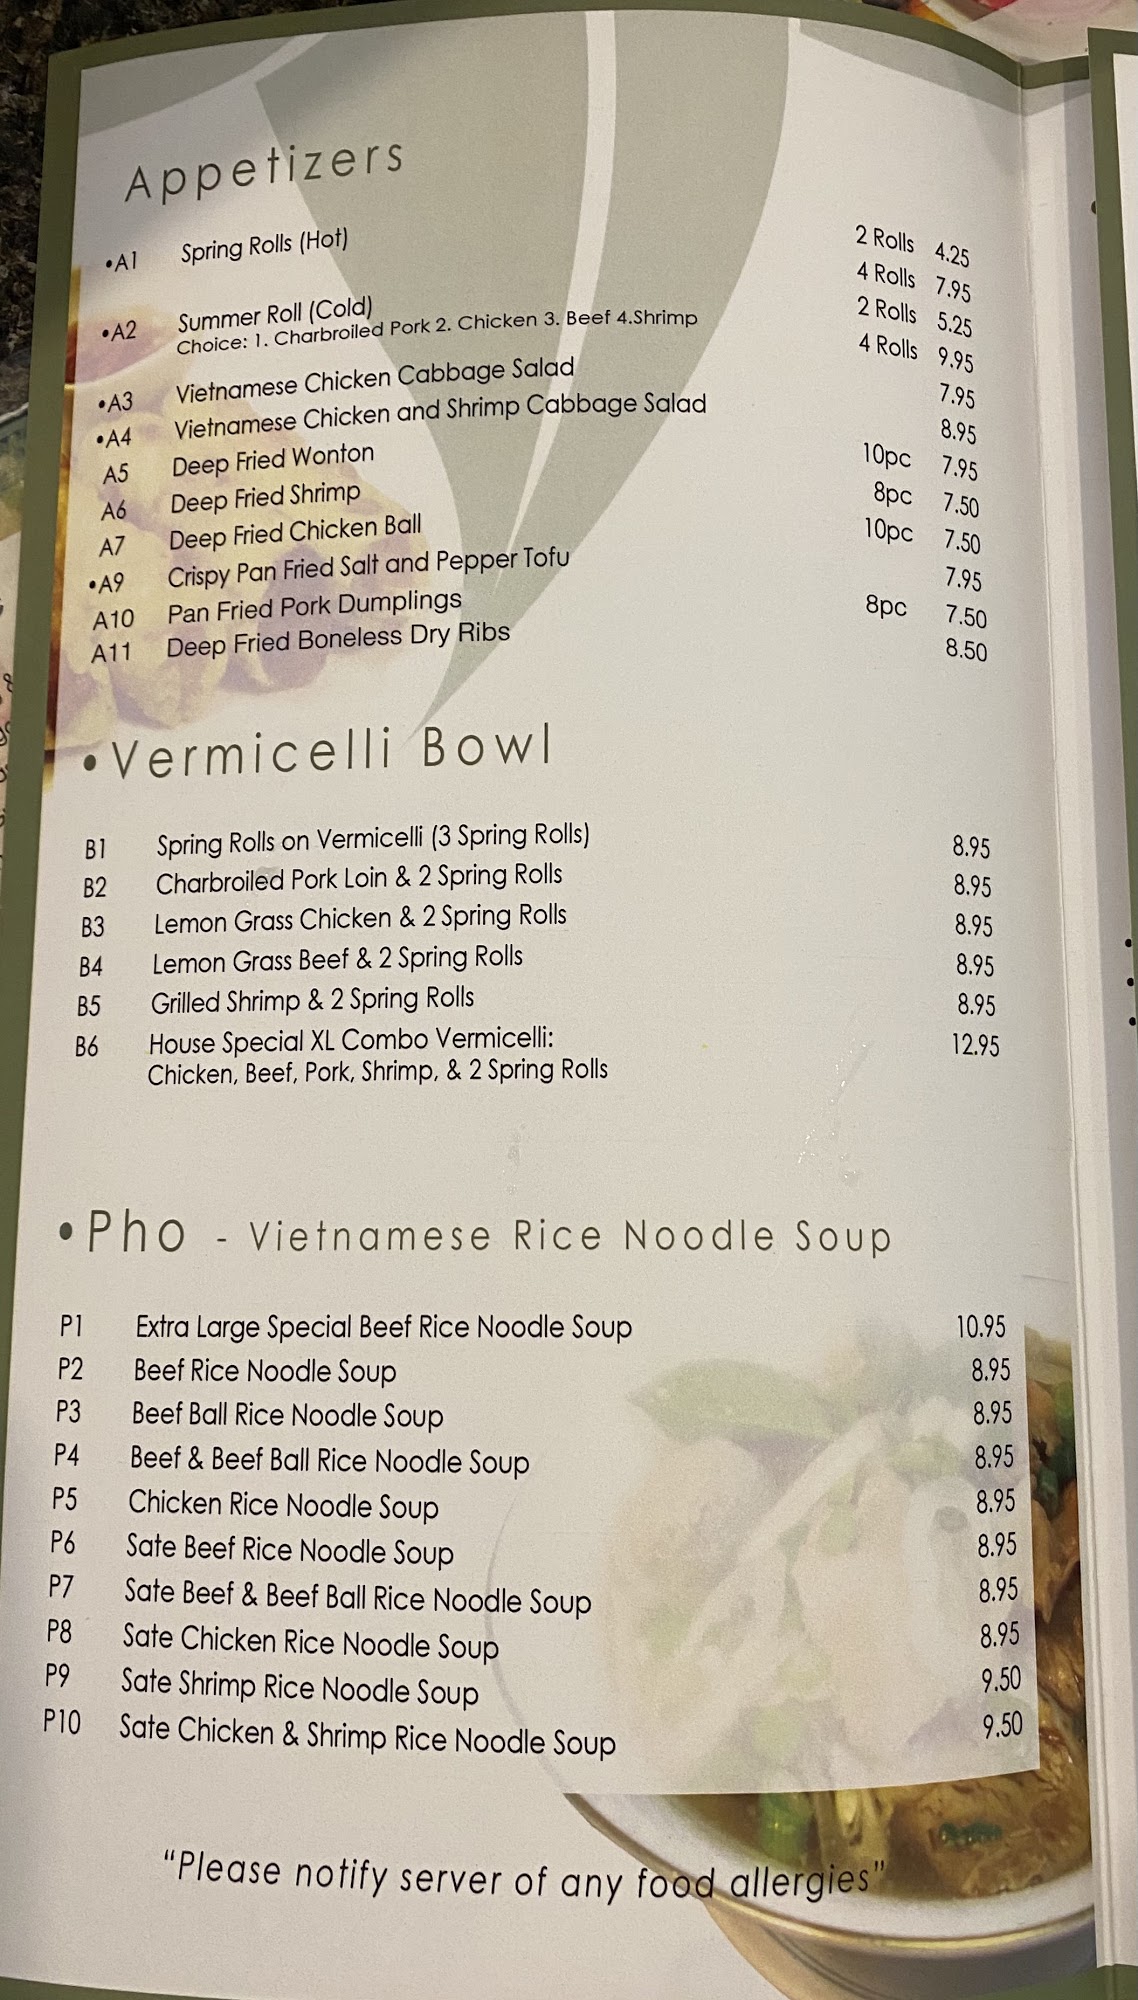 Appetizers
•A1 Spring Rolls (Hot) 2 Rolls 4.25
4 Rolls 7.95
•A2 Summer Roll (Cold) 2 Rolls 5.25
Choice: 1. Charbroiled Pork 2. Chicken 3. Beef 4.Shrimp 4 Rolls 9.95
•A3 Vietnamese Chicken Cabbage Salad 7.95
•A4 Vietnamese Chicken and Shrimp Cabbage Salad 8.95
A5 Deep Fried Wonton 10pc 7.95
A6 Deep Fried Shrimp 8pc 7.50
A7 Deep Fried Chicken Ball 10pc 7.50
•A9 Crispy Pan Fried Salt and Pepper Tofu 7.95
A10 Pan Fried Pork Dumplings 8pc 7.50
A11 Deep Fried Boneless Dry Ribs 8.50
•Vermicelli Bowl
B1 Spring Rolls on Vermicelli (3 Spring Rolls) 8.95
B2 Charbroiled Pork Loin & 2 Spring Rolls 8.95
B3 Lemon Grass Chicken & 2 Spring Rolls 8.95
B4 Lemon Grass Beef & 2 Spring Rolls 8.95
B5 Grilled Shrimp & 2 Spring Rolls 8.95
B6 House Special XL Combo Vermicelli: 12.95
Chicken, Beef, Pork, Shrimp, & 2 Spring Rolls
•Pho - Vietnamese Rice Noodle Soup
P1 Extra Large Special Beef Rice Noodle Soup 10.95
P2 Beef Rice Noodle Soup 8.95
P3 Beef Ball Rice Noodle Soup 8.95
P4 Beef & Beef Ball Rice Noodle Soup 8.95
P5 Chicken Rice Noodle Soup 8.95
P6 Sate Beef Rice Noodle Soup 8.95
P7 Sate Beef & Beef Ball Rice Noodle Soup 8.95
P8 Sate Chicken Rice Noodle Soup 8.95
P9 Sate Shrimp Rice Noodle Soup 9.50
P10 Sate Chicken & Shrimp Rice Noodle Soup 9.50
“Please notify server of any food allergies”